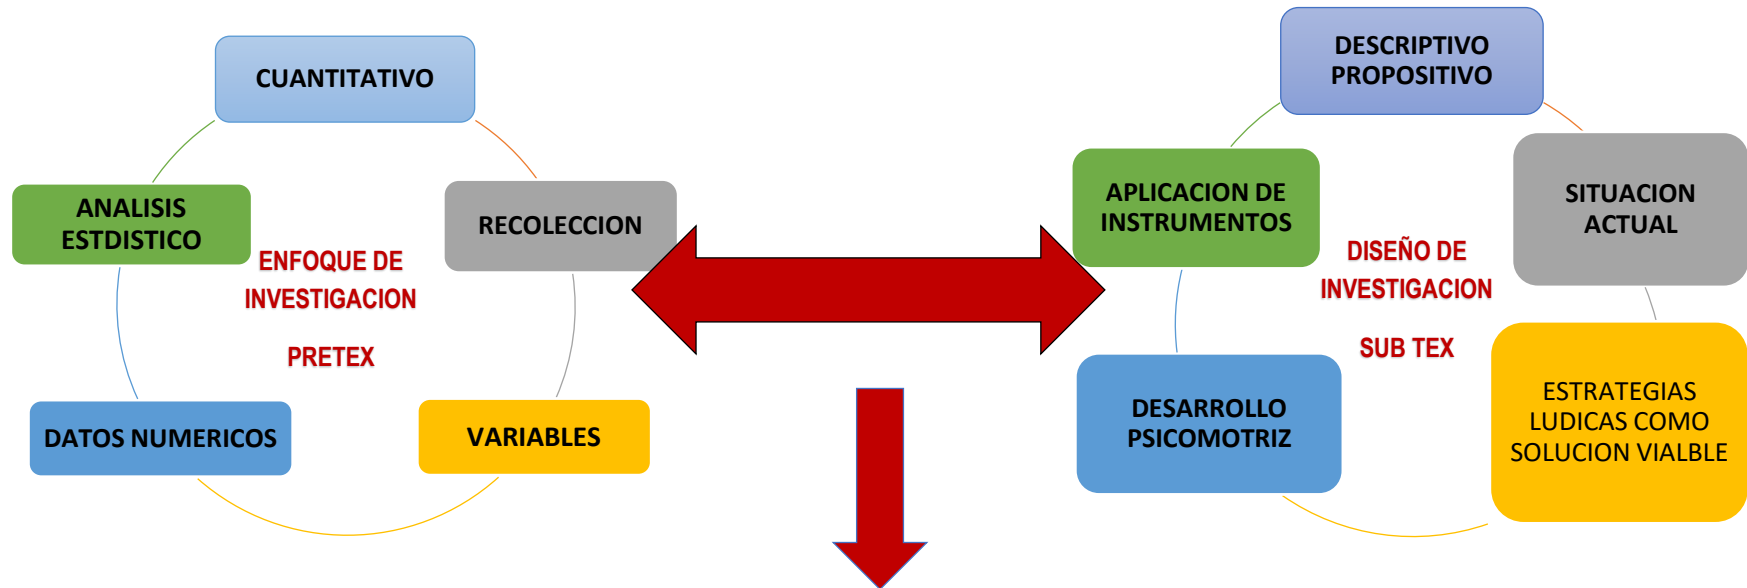 CUANTITATIVO
ANALISIS
ESTDISTICO
RECOLECCION
ENFOQUE DE
INVESTIGACION
PRETEX
DATOS NUMERICOS
VARIABLES
DESCRIPTIVO
PROPOSITIVO
APLICACION DE
INSTRUMENTOS
SITUACION
ACTUAL
DISEÑO DE
INVESTIGACION
SUB TEX
DESARROLLO
PSICOMOTRIZ
ESTRATEGIAS
LUDICAS COMO
SOLUCION VIALBLE